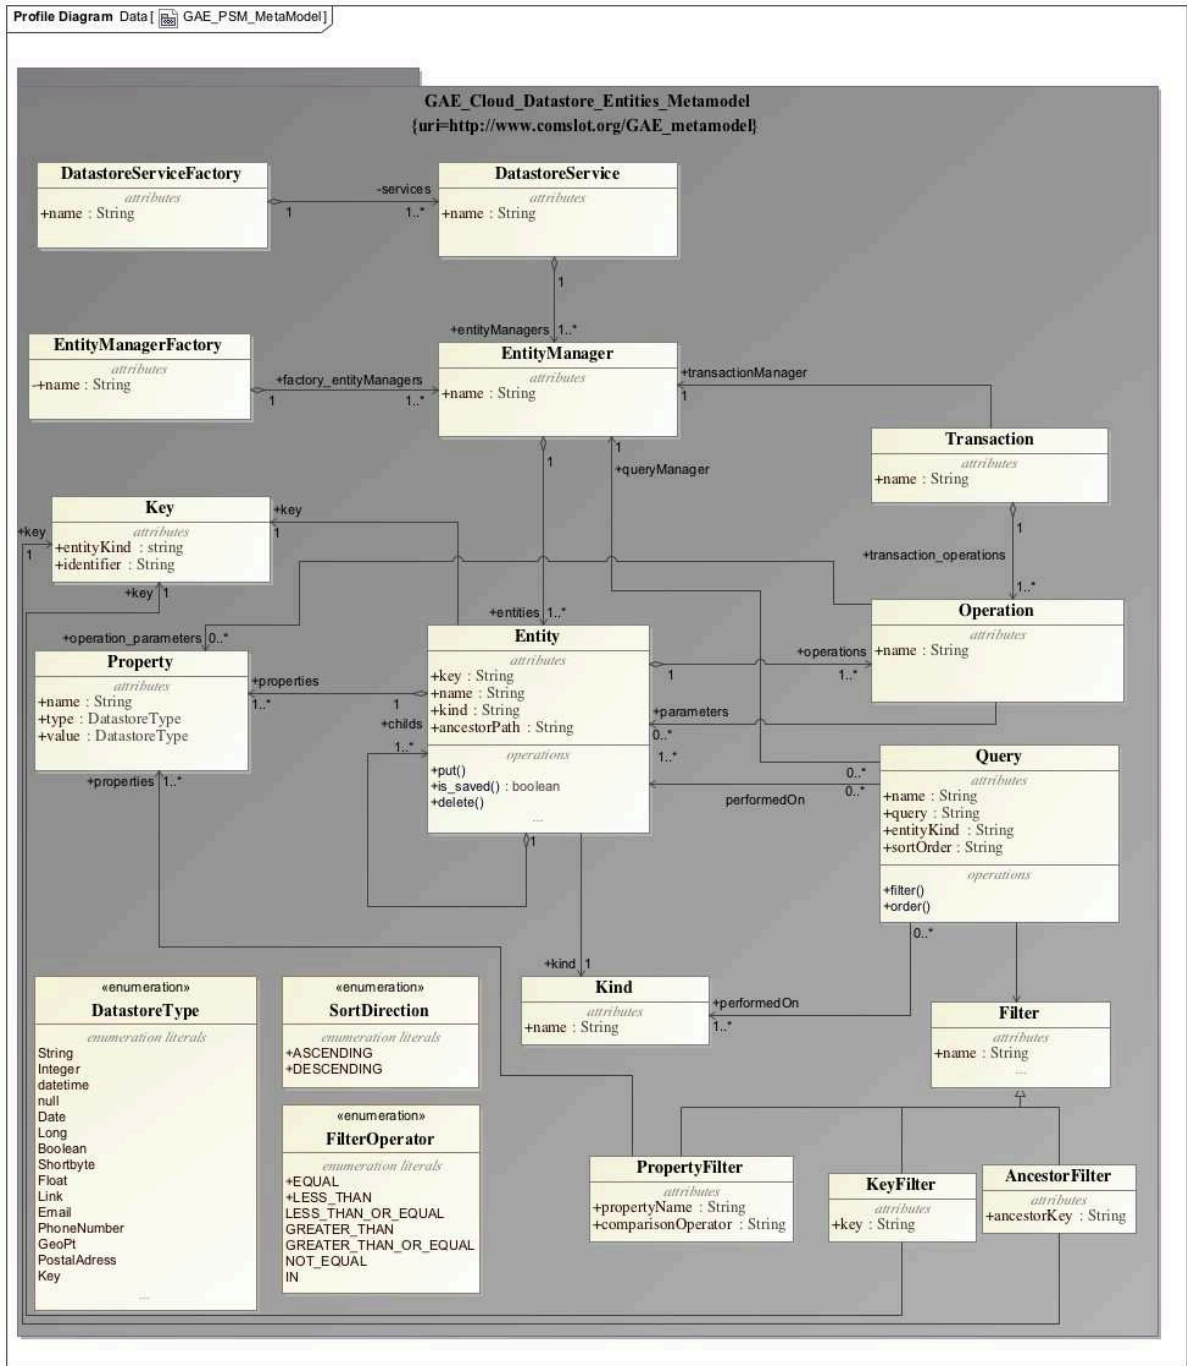 Profile Diagram Data [ GAE_PSM_MetaModel ]
GAE_Cloud_Datastore_Entities_Metamodel
{uri=http://www.comslot.org/GAE_metamodel}
DatastoreServiceFactory
attributes
+name : String
1
-services
1..*
DatastoreService
attributes
+name : String
1
+entityManagers
1..*
EntityManagerFactory
attributes
-+name : String
1
+factory_entityManagers
1..*
EntityManager
attributes
+name : String
1
1
+queryManager
+transactionManager
1
Transaction
attributes
+name : String
1
+transaction_operations
1..*
Key
attributes
+entityKind : string
+identifier : String
+key
1
+key
1
+key
1
+operation_parameters
0..*
+entities
1..*
Operation
attributes
+name : String
Property
attributes
+name : String
+type : DatastoreType
+value : DatastoreType
+properties
1..*
1
Entity
attributes
+key : String
+name : String
+kind : String
+ancestorPath : String
operations
+put()
+is_saved() : boolean
+delete()
...
1
+operations
1..*
+parameters
0..*
+childs
1..*
1
1..*
performedOn
0..*
0..*
Query
attributes
+name : String
+query : String
+entityKind : String
+sortOrder : String
operations
+filter()
+order()
0..*
+properties
1..*
+kind
1
Kind
attributes
+name : String
+performedOn
1..*
Filter
attributes
+name : String
...
«enumeration»
DatastoreType
enumeration literals
String
Integer
datetime
null
Date
Long
Boolean
Shortbyte
Float
Link
Email
PhoneNumber
GeoPt
PostalAdress
Key
...
«enumeration»
SortDirection
enumeration literals
+ASCENDING
+DESCENDING
«enumeration»
FilterOperator
enumeration literals
+EQUAL
+LESS_THAN
LESS_THAN_OR_EQUAL
GREATER_THAN
GREATER_THAN_OR_EQUAL
NOT_EQUAL
IN
PropertyFilter
attributes
+propertyName : String
+comparisonOperator : String
KeyFilter
attributes
+key : String
AncestorFilter
attributes
+ancestorKey : String